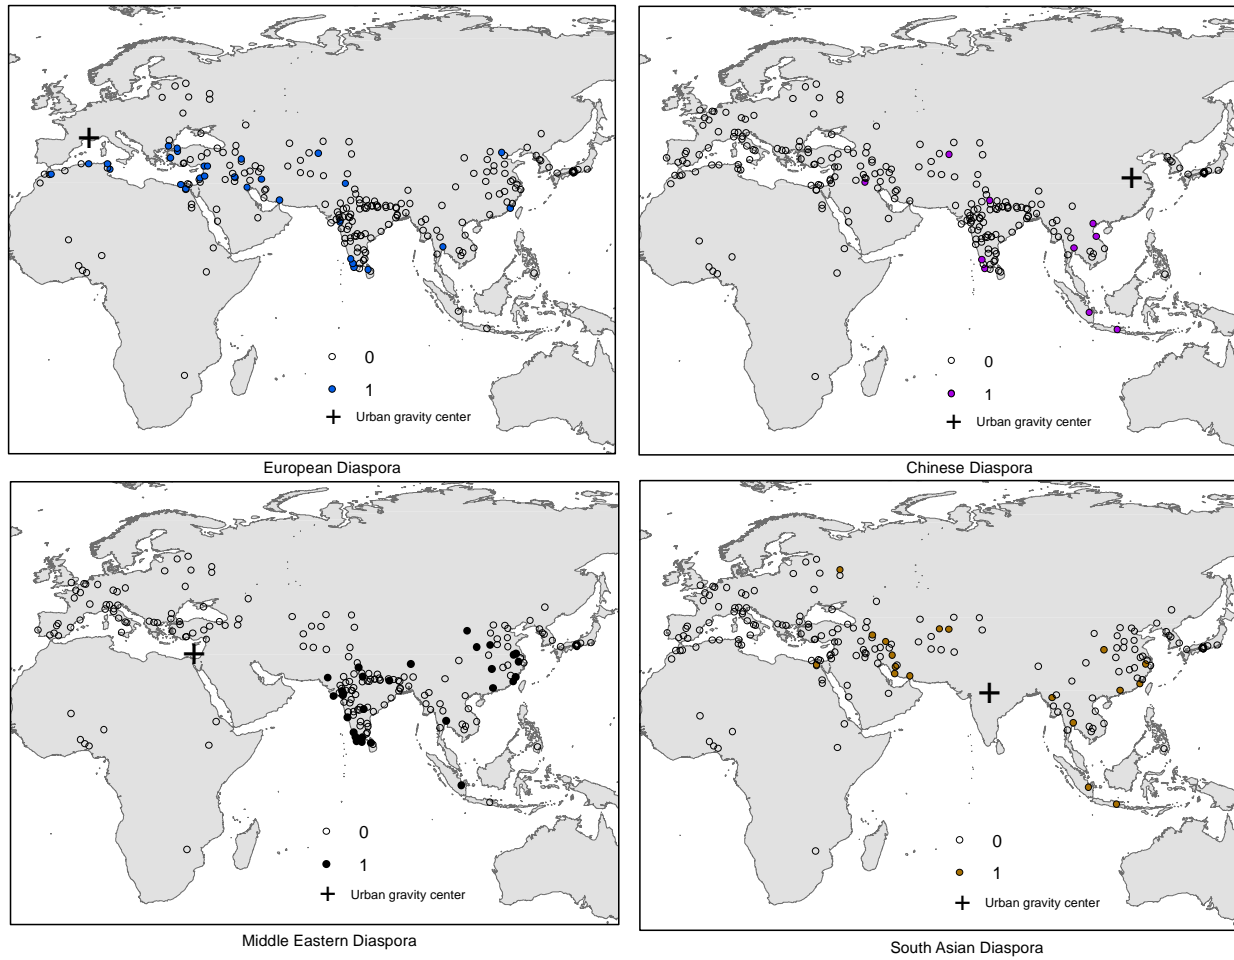 0
1
Urban gravity center
European Diaspora
0
1
Urban gravity center
Chinese Diaspora
0
1
Urban gravity center
Middle Eastern Diaspora
0
1
Urban gravity center
South Asian Diaspora